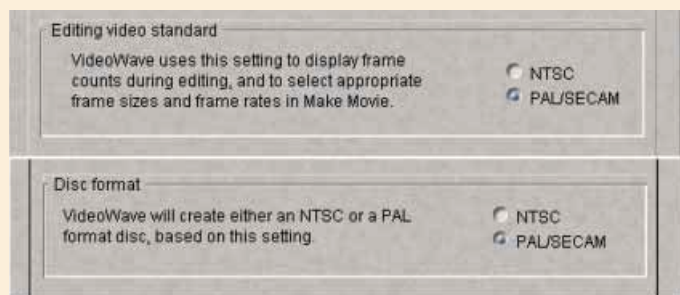 Editing video standard
VideoWave uses this setting to display frame
counts during editing, and to select appropriate
frame sizes and frame rates in Make Movie.
NTSC
PAL/SECAM
Disc format
VideoWave will create either an NTSC or a PAL
format disc, based on this setting.
NTSC
PAL/SECAM